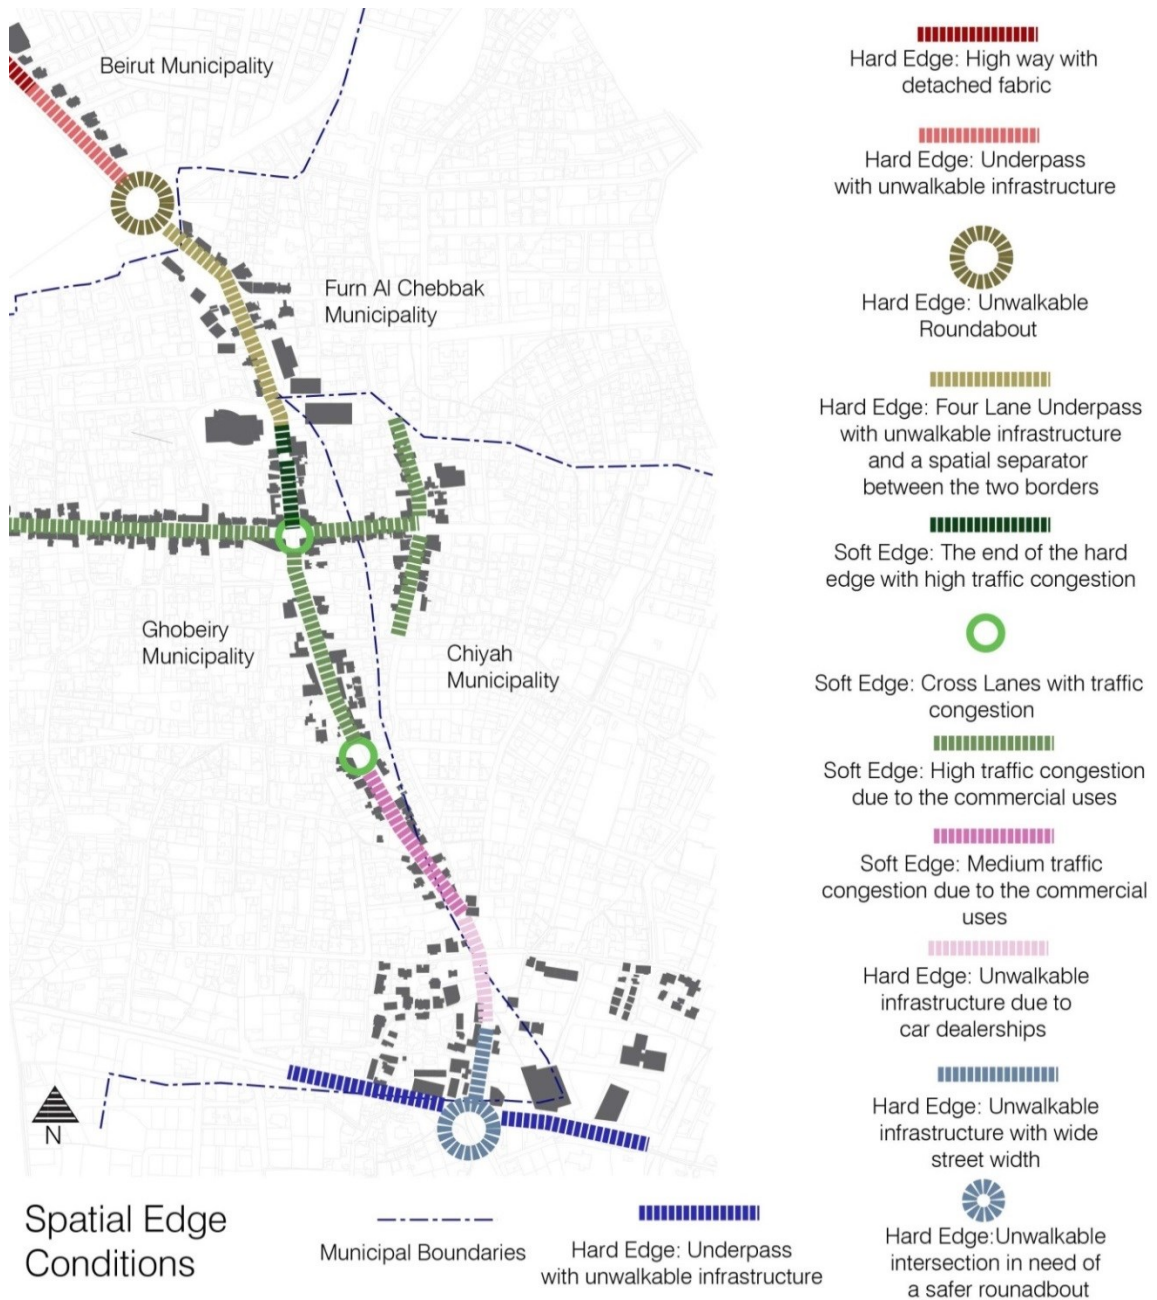 Beirut Municipality
Furn Al Chebbak
Municipality
Ghobeiry
Municipality
Chiyah
Municipality
N
Hard Edge: High way with
detached fabric
Hard Edge: Underpass
with unwalkable infrastructure
Hard Edge: Unwalkable
Roundabout
Hard Edge: Four Lane Underpass
with unwalkable infrastructure
and a spatial separator
between the two borders
Soft Edge: The end of the hard
edge with high traffic congestion
Soft Edge: Cross Lanes with traffic
congestion
Soft Edge: High traffic congestion
due to the commercial uses
Soft Edge: Medium traffic
congestion due to the commercial
uses
Hard Edge: Unwalkable
infrastructure due to
car dealerships
Hard Edge: Unwalkable
infrastructure with wide
street width
Hard Edge:Unwalkable
intersection in need of
a safer rounadbout
Spatial Edge
Conditions
Municipal Boundaries
Hard Edge: Underpass
with unwalkable infrastructure